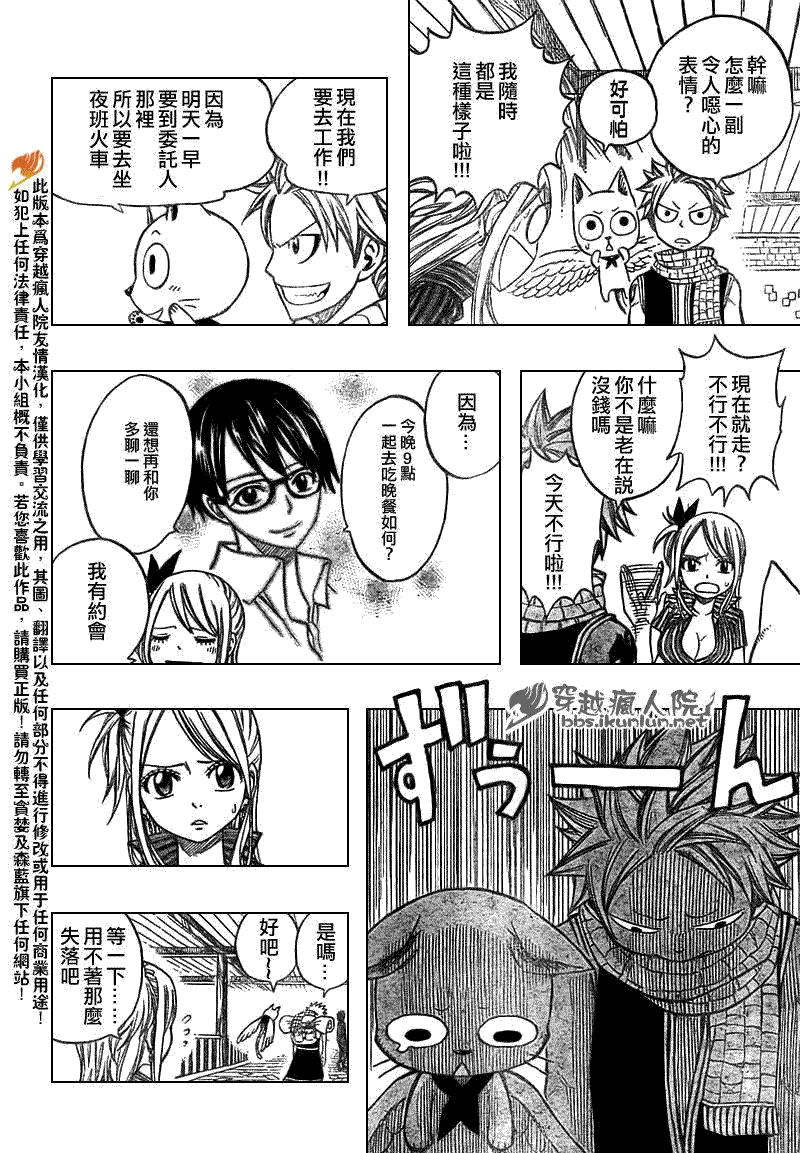 幹嘛
怎麼一副
令人噁心的
表情？
好可怕
我隨時
都是
這種樣子啦!!!
現在我們
要去工作!!
因為
明天一早
要到委託人
那裡
所以要去坐
夜班火車
現在就走？
不行不行!!!
什麼嘛
你不是老在說
沒錢嗎
今天不行啦!!!
因為…
今晚9點
一起去吃晚餐如何？
還想再和你
多聊一聊
我有約會
穿越瘋人院
bbs.ikunlun.net
ずぅーん
是嗎…
好吧~
等一下……
用不著那麼
失落吧
此版本爲穿越瘋人院友情漢化，僅供學習交流之用，其圖、翻譯以及任何部分不得進行修改或用于任何商業用途！
如犯上任何法律責任，本小組概不負責。若您喜歡此作品，請購買正版！請勿轉至貪婪及森藍旗下任何網站！